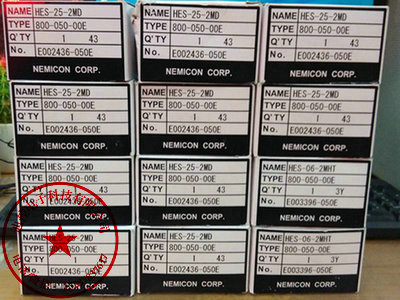 NAME HES-25-2MD
TYPE 800-050-00E
Q'TY 1 43
No. E002436-050E
NEMICON CORP.
NAME HES-25-2MD
TYPE 800-050-00E
Q'TY 1 43
No. E002436-050E
NEMICON CORP.
NAME HES-25-2MD
TYPE 800-050-00E
Q'TY 1 43
No. E002436-050E
NEMICON CORP.
NAME HES-25-2MD
TYPE 800-050-00E
Q'TY 1 43
No. E002436-050E
NEMICON CORP.
NAME HES-25-2MD
TYPE 800-050-00E
Q'TY 1 43
No. E002436-050E
NEMICON CORP.
NAME HES-25-2MD
TYPE 800-050-00E
Q'TY 1 43
No. E002436-050E
NEMICON CORP.
NAME HES-25-2MD
TYPE 800-050-00E
Q'TY 1 43
No. E002436-050E
NEMICON CORP.
NAME HES-25-2MD
TYPE 800-050-00E
Q'TY 1 43
No. E002436-050E
NEMICON CORP.
NAME HES-06-2MHT
TYPE 800-050-00E
Q'TY 1 3Y
No. E003396-050E
NEMICON CORP.
HES-25-2MD
800-050-00E
1 43
E002436-050E
NAME HES-25-2MD
TYPE 800-050-00E
Q'TY 1 43
No. E002436-050E
NAME HES-06-2MHT
TYPE 800-050-00E
Q'TY 1 3Y
No. E003396-050E
科技有限公司